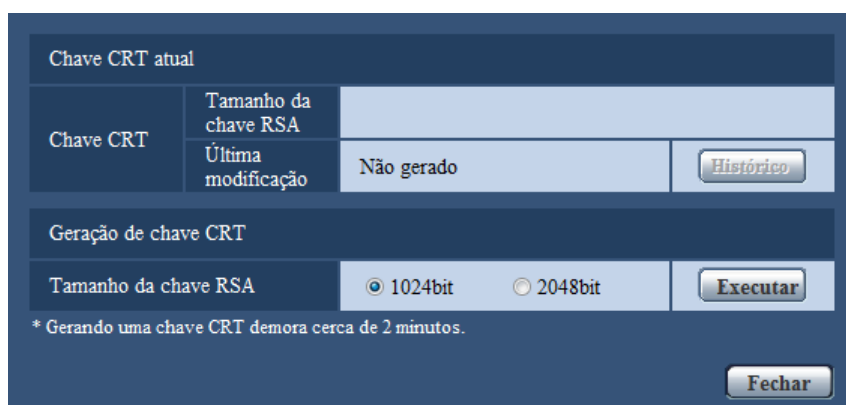 Chave CRT atual
Chave CRT
Tamanho da
chave RSA
Última
modificação
Não gerado
Histórico
Geração de chave CRT
Tamanho da chave RSA
1024bit
2048bit
Executar
* Gerando uma chave CRT demora cerca de 2 minutos.
Fechar